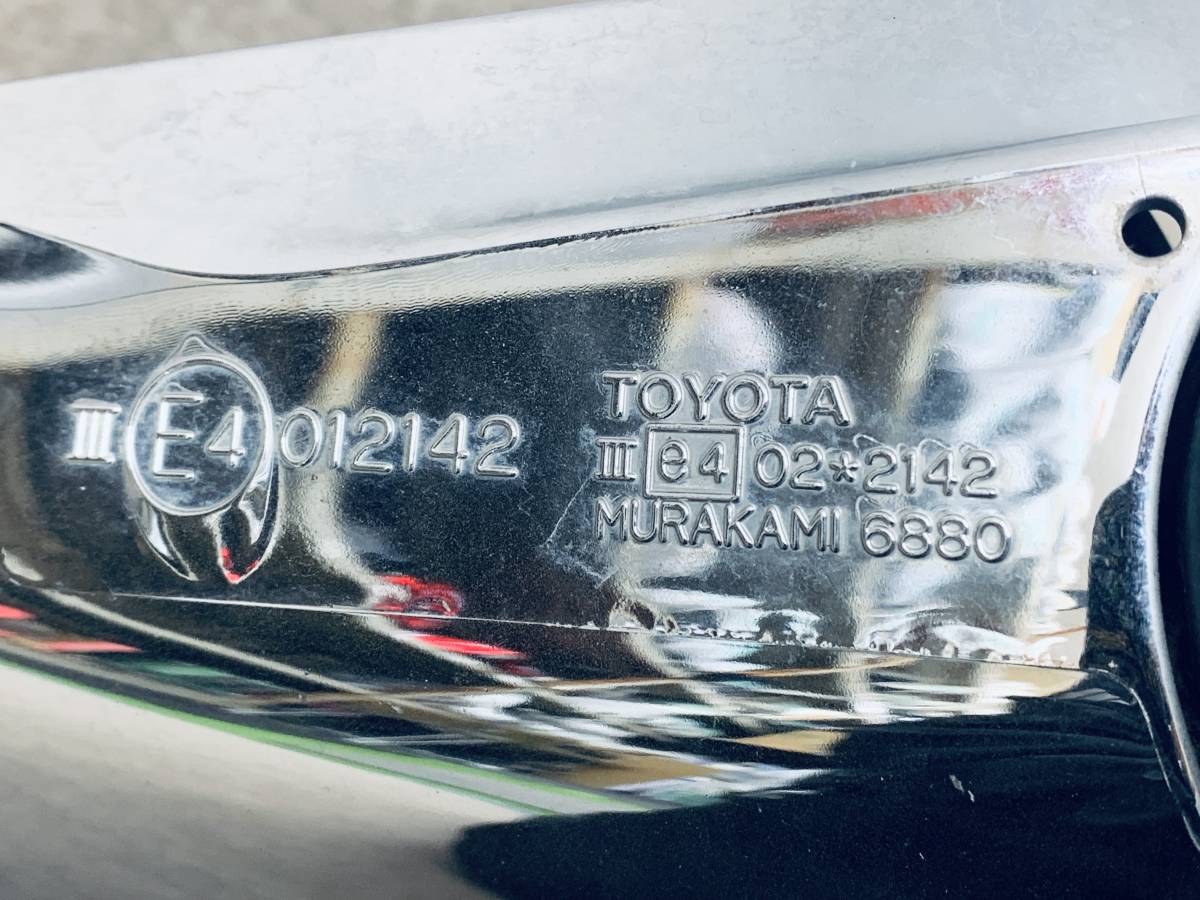 III E4 012142
TOYOTA
III e4 02*2142
MURAKAMI 6880